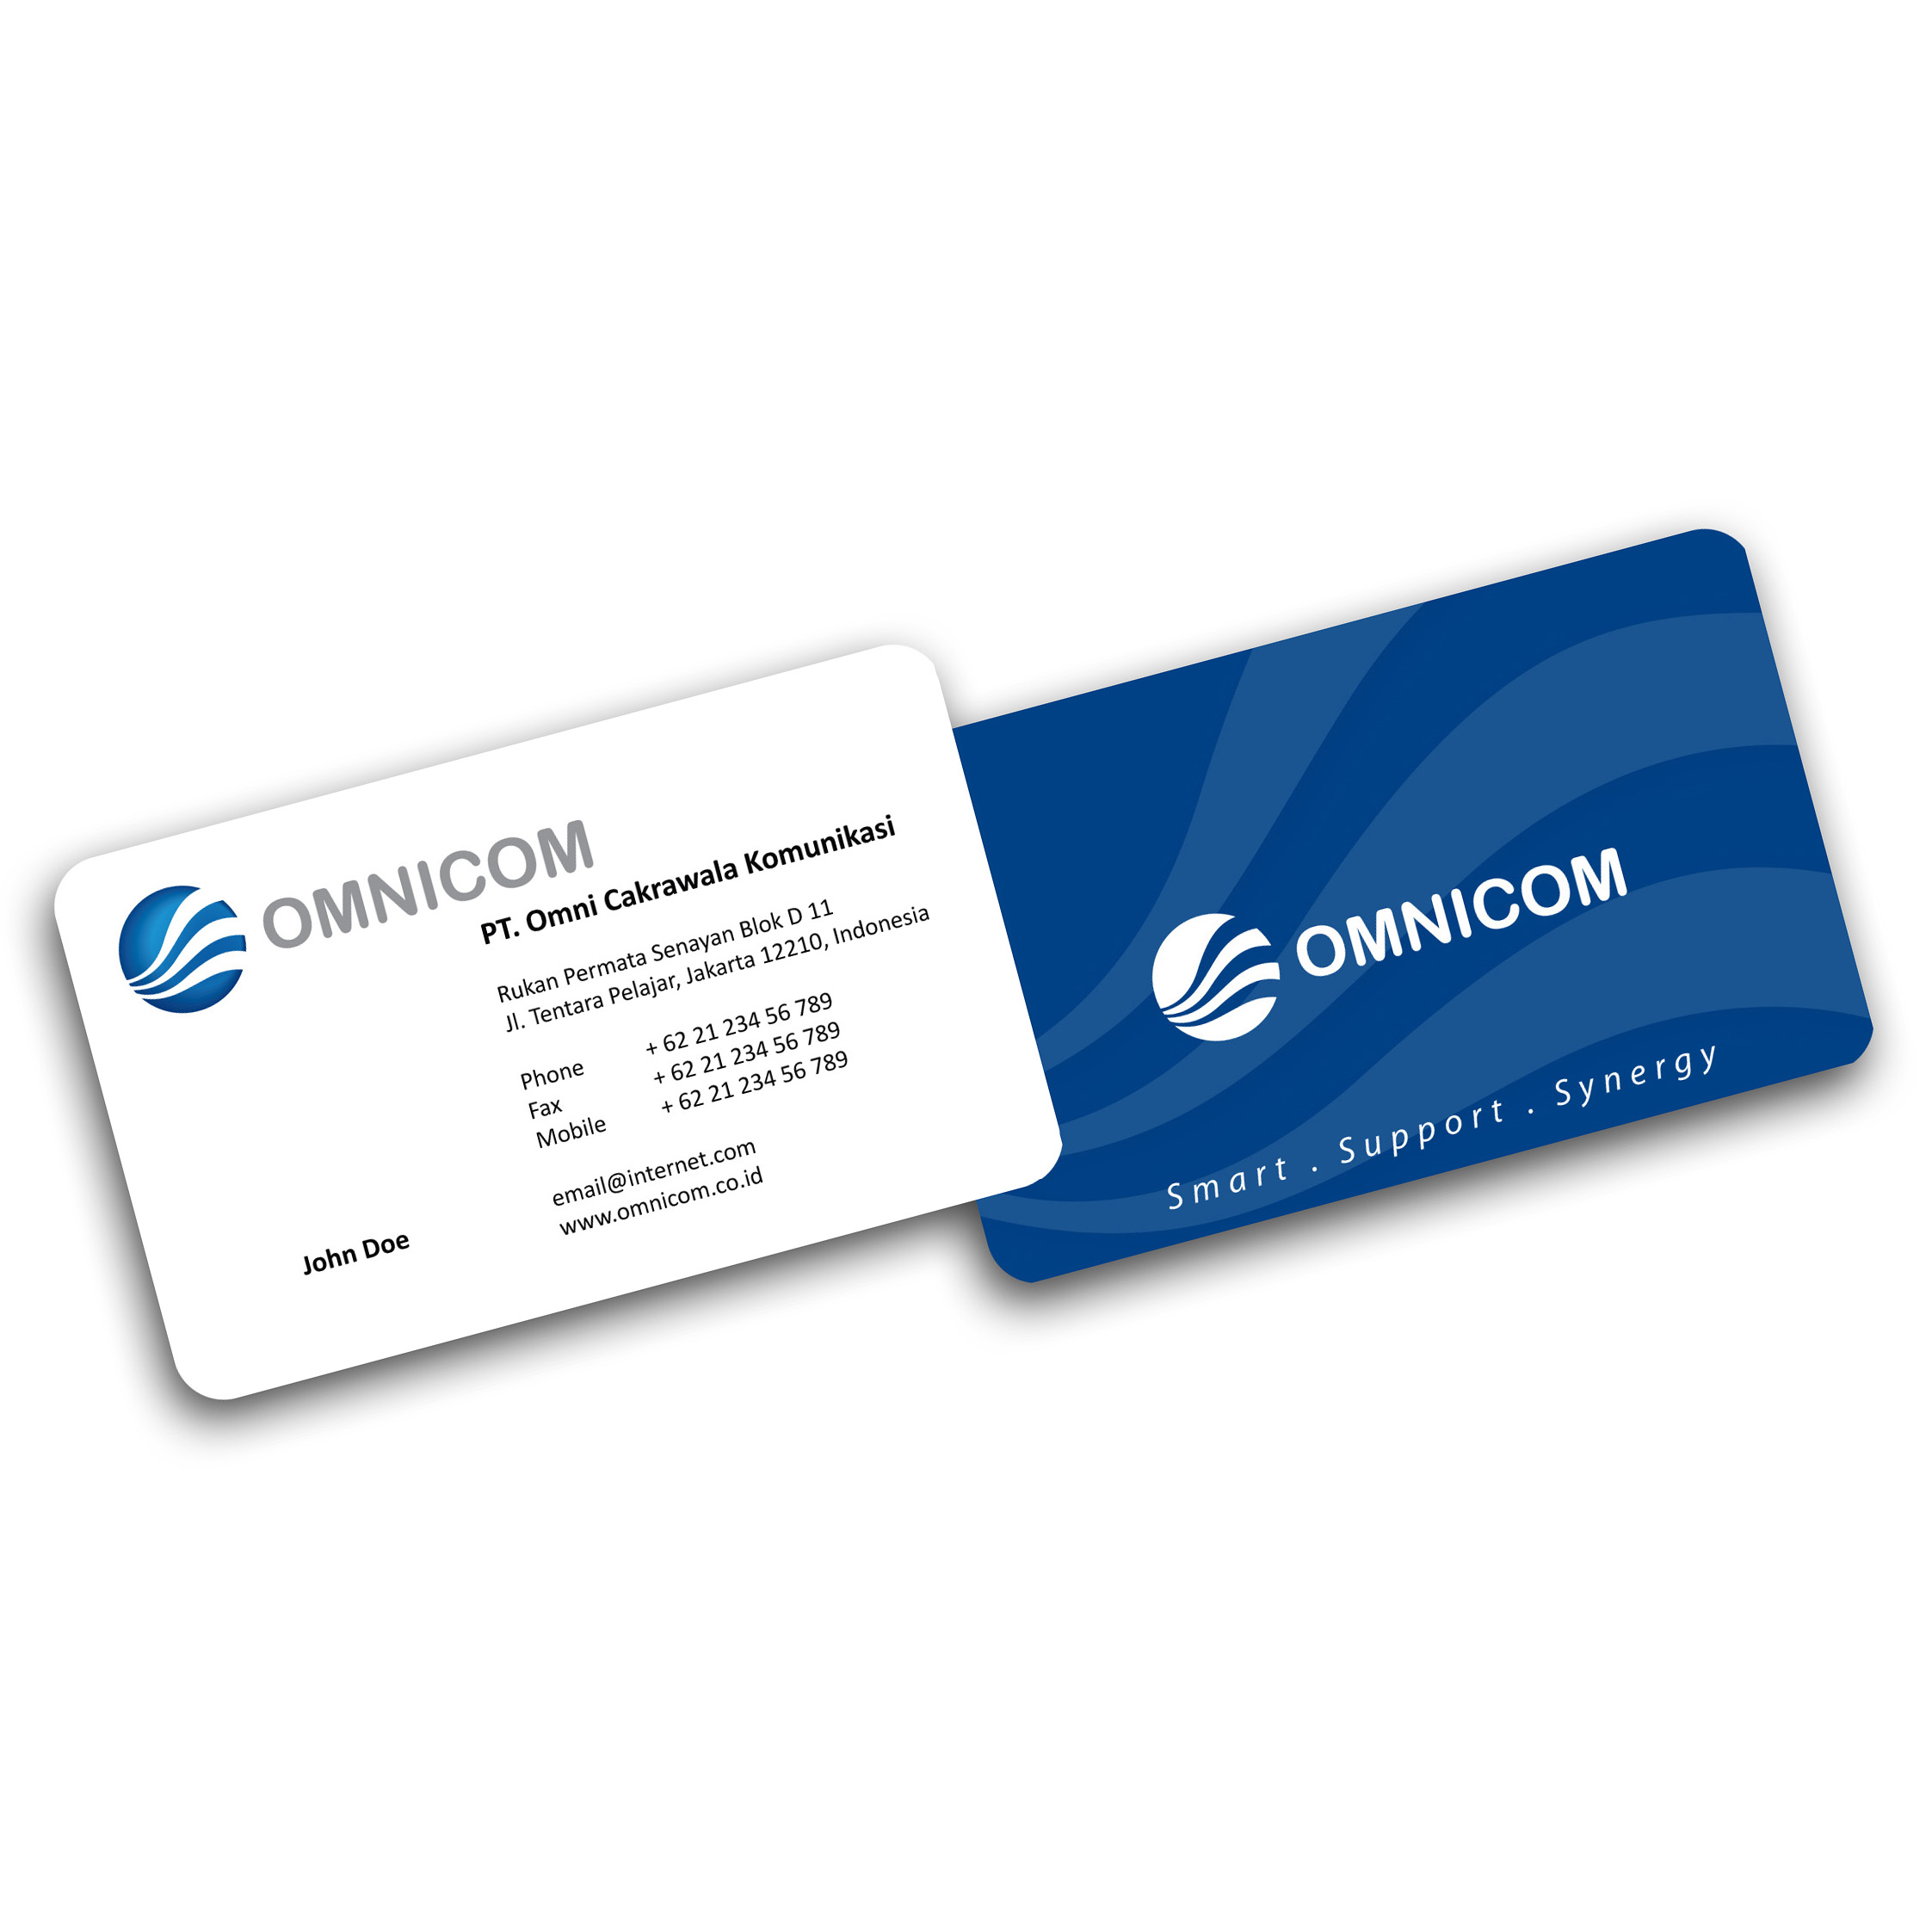 OMNICOM
PT. Omni Cakrawala Komunikasi
Rukan Permata Senayan Blok D 11
Jl. Tentara Pelajar, Jakarta 12210, Indonesia
Phone + 62 21 234 56 789
Fax + 62 21 234 56 789
Mobile + 62 21 234 56 789
email@internet.com
www.omnicom.co.id
John Doe
OMNICOM
Smart . Support . Synergy